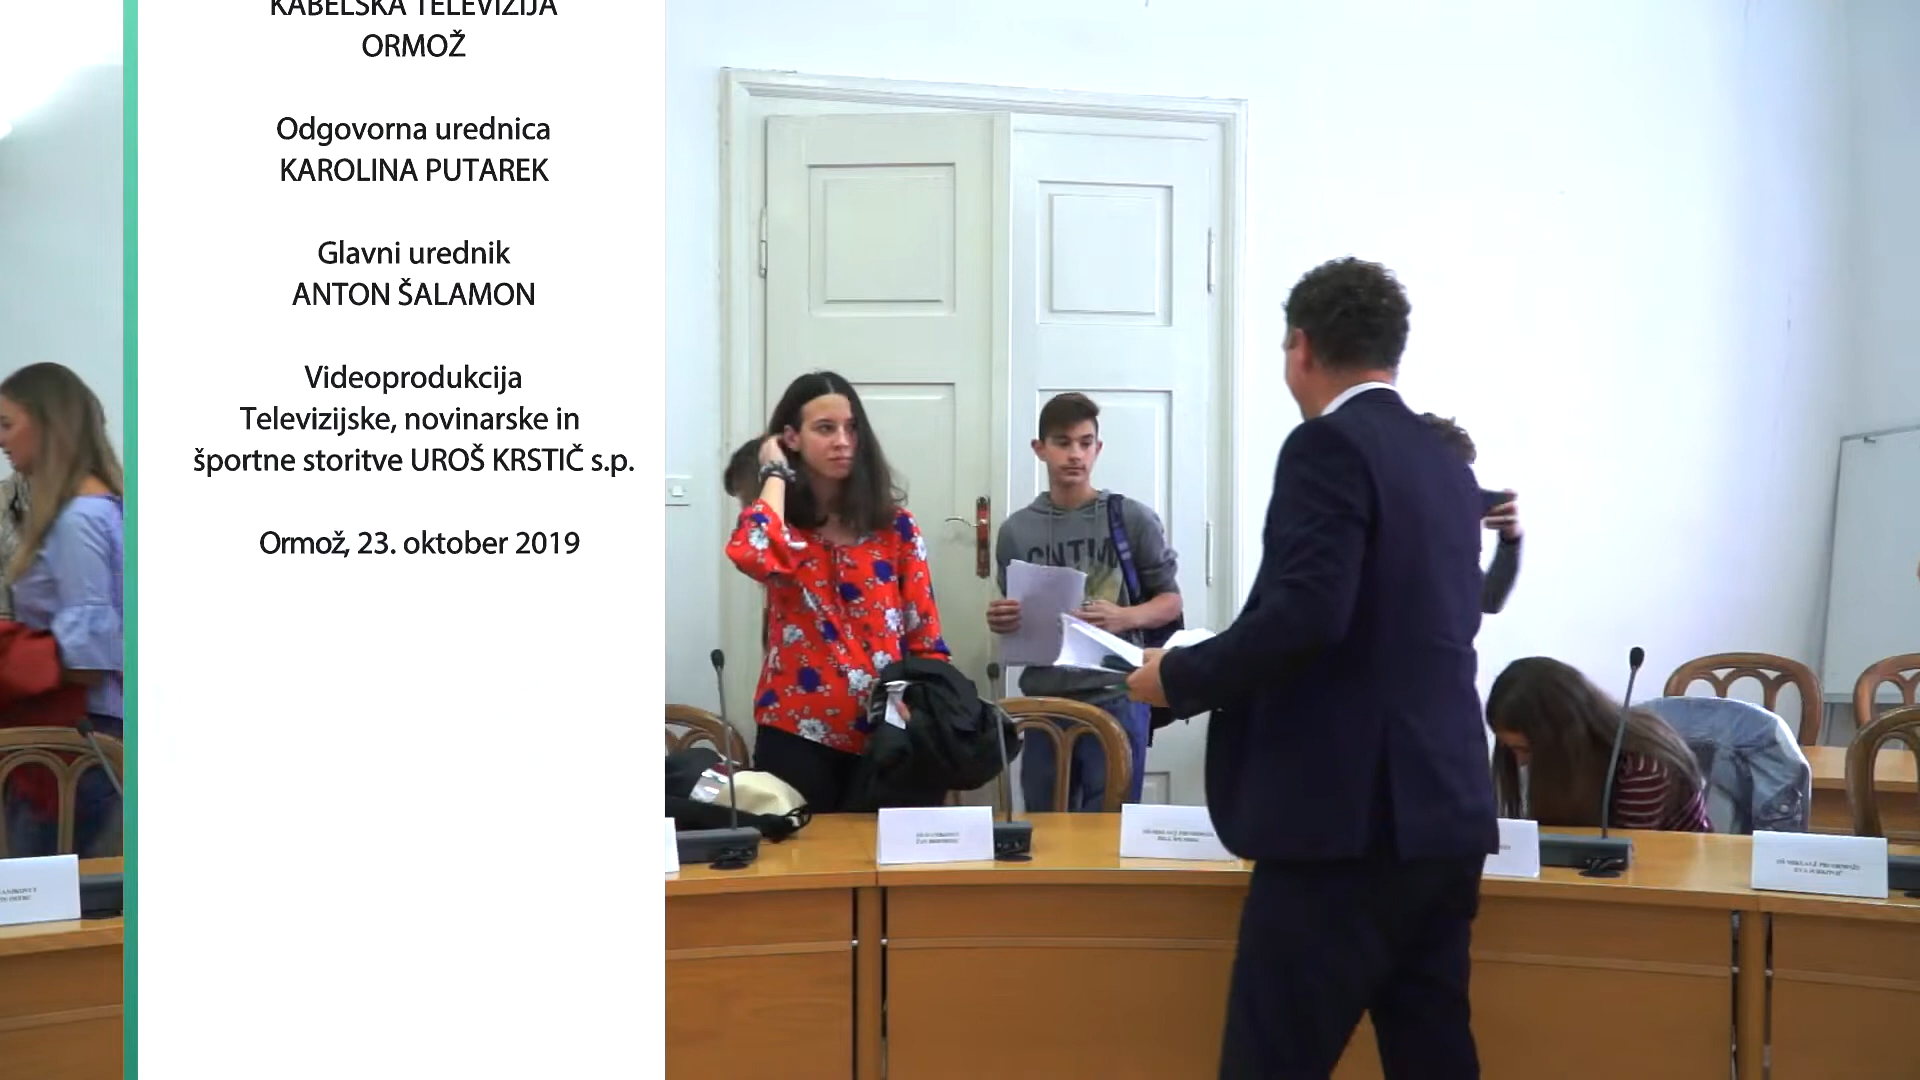 KABELSKA TELEVIZIJA
ORMOŽ
Odgovorna urednica
KAROLINA PUTAREK
Glavni urednik
ANTON ŠALAMON
Videoprodukcija
Televizijske, novinarske in
športne storitve UROŠ KRSTIČ s.p.
Ormož, 23. oktober 2019